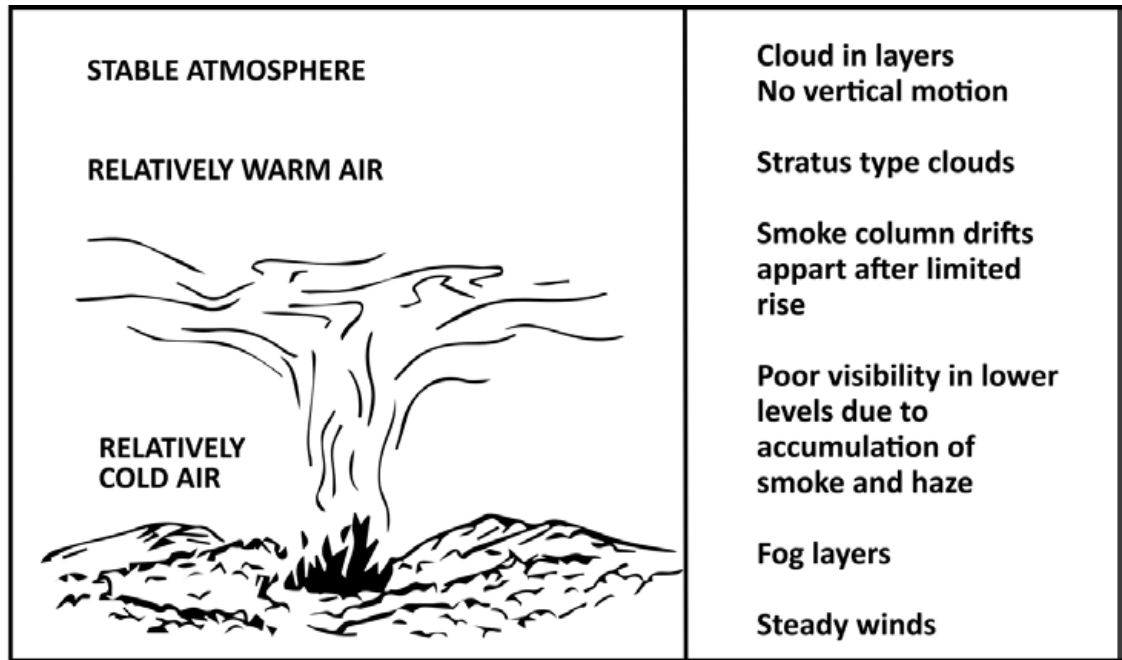 STABLE ATMOSPHERE
RELATIVELY WARM AIR
RELATIVELY
COLD AIR
Cloud in layers
No vertical motion
Stratus type clouds
Smoke column drifts
appart after limited
rise
Poor visibility in lower
levels due to
accumulation of
smoke and haze
Fog layers
Steady winds